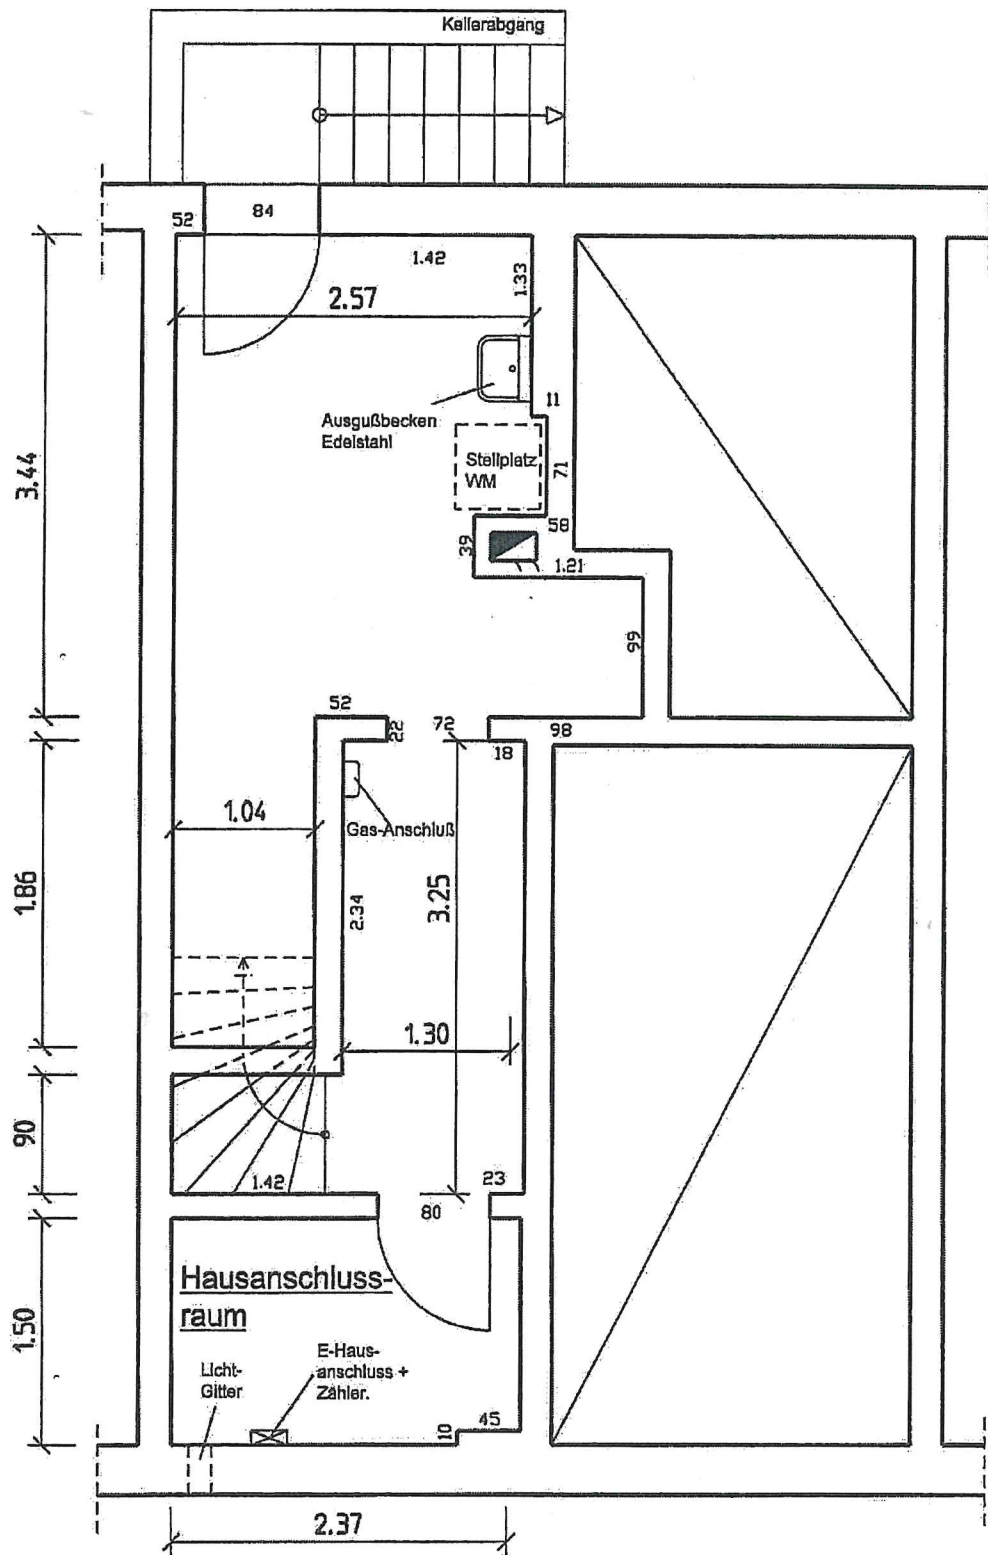 Kellerabgang
52
84
1.42
1.33
2.57
11
Ausgußbecken
Edelstahl
Stellplatz
WM
71
3.44
58
39
1.21
99
52
22
72
98
18
1.04
Gas-Anschluß
1.86
2.34
3.25
1.30
90
1.42
23
80
Hausanschluss-
raum
1.50
E-Haus-
anschluss +
Zähler.
Licht-
Gitter
10
45
2.37